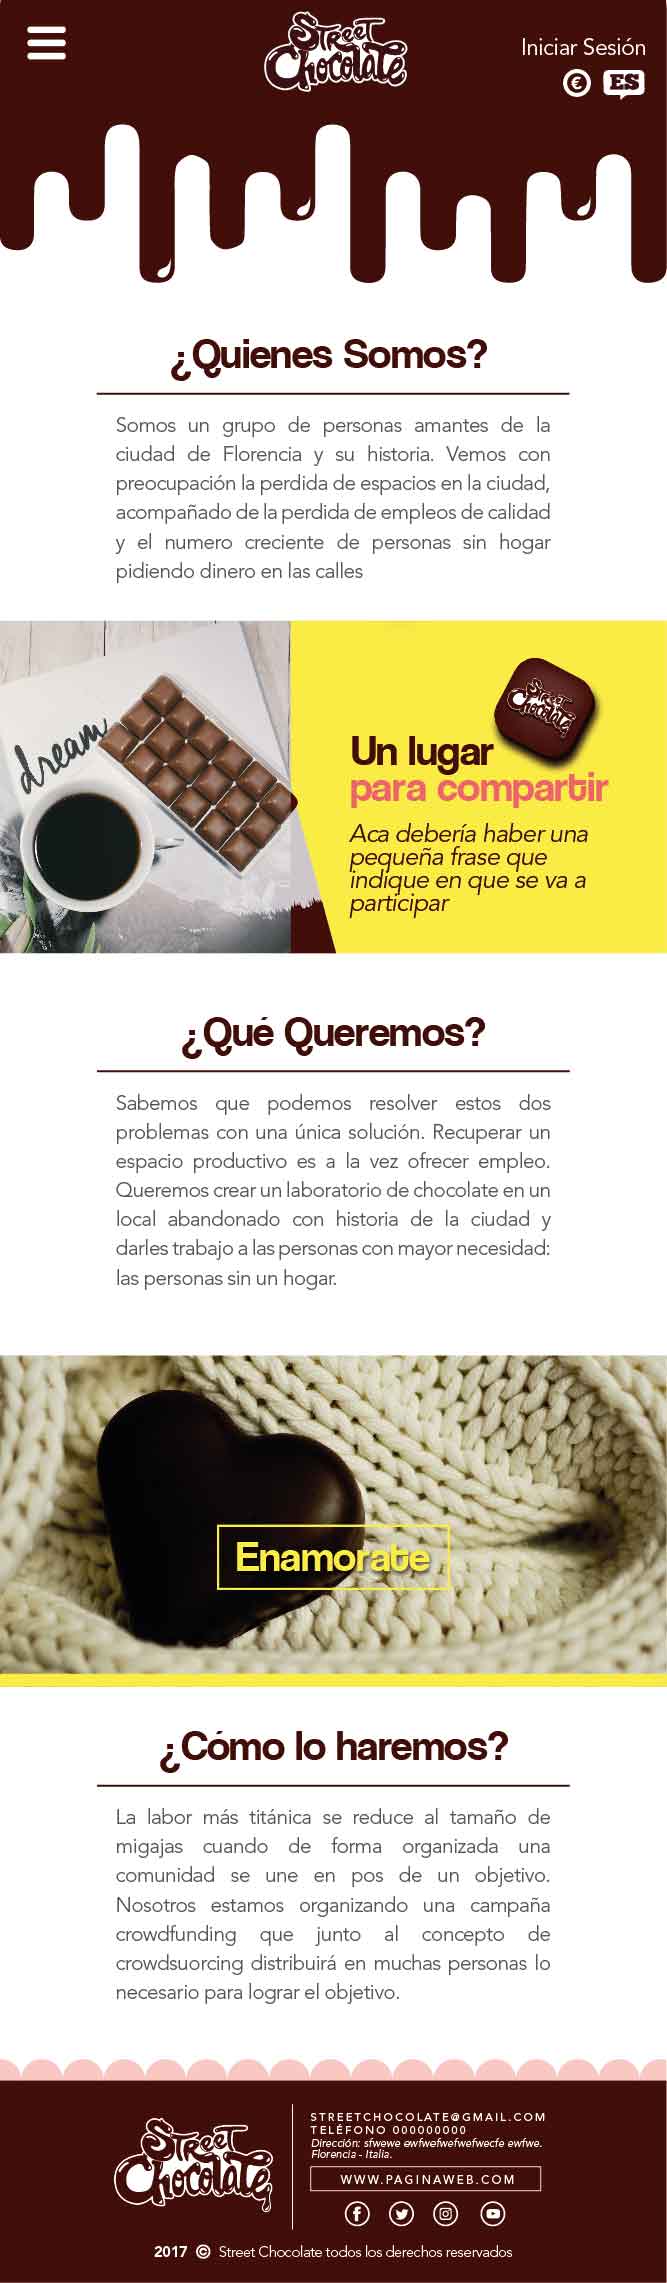 Street
Chocolate
Iniciar Sesión
€ ES
¿Quienes Somos?
Somos un grupo de personas amantes de la
ciudad de Florencia y su historia. Vemos con
preocupación la perdida de espacios en la ciudad,
acompañado de la perdida de empleos de calidad
y el numero creciente de personas sin hogar
pidiendo dinero en las calles
dream
Street
Chocolate
Un lugar
para compartir
Aca debería haber una
pequeña frase que
indique en que se va a
participar
¿Qué Queremos?
Sabemos que podemos resolver estos dos
problemas con una única solución. Recuperar un
espacio productivo es a la vez ofrecer empleo.
Queremos crear un laboratorio de chocolate en un
local abandonado con historia de la ciudad y
darles trabajo a las personas con mayor necesidad:
las personas sin un hogar.
Enamorate
¿Cómo lo haremos?
La labor más titánica se reduce al tamaño de
migajas cuando de forma organizada una
comunidad se une en pos de un objetivo.
Nosotros estamos organizando una campaña
crowdfunding que junto al concepto de
crowdsuorcing distribuirá en muchas personas lo
necesario para lograr el objetivo.
Street
Chocolate
STREETCHOCOLATE@GMAIL.COM
TELÉFONO 000000000
Dirección: sfwewe ewfwefwefwefwecfe ewfwe.
Florencia - Italia.
WWW.PAGINAWEB.COM
2017 © Street Chocolate todos los derechos reservados